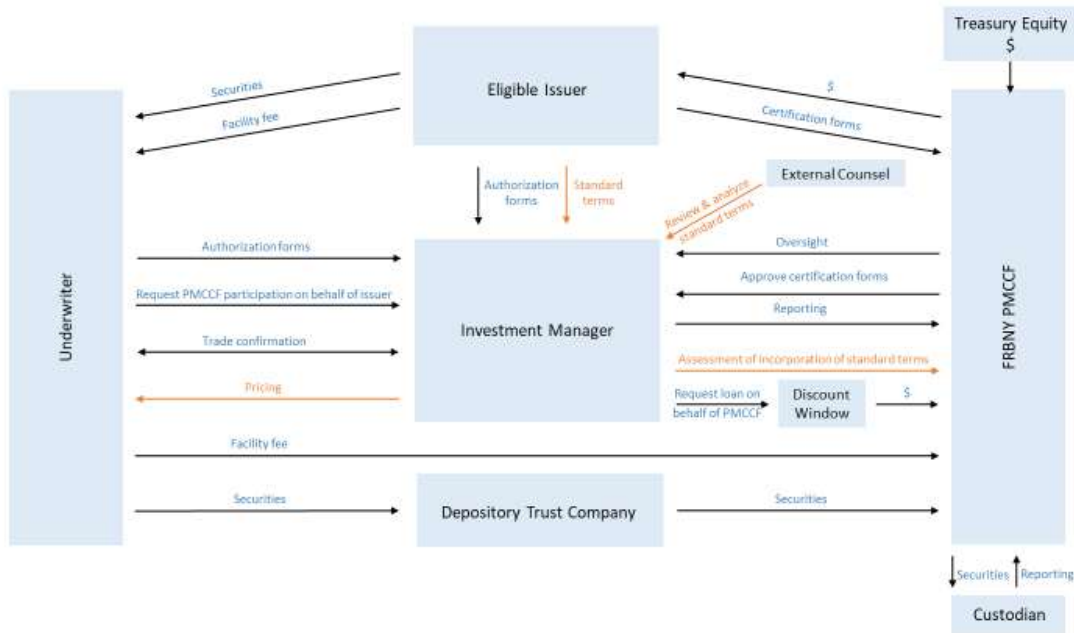 Treasury Equity
$
Eligible Issuer
Securities
Facility fee
$
Certification forms
External Counsel
Authorization
forms
Standard
terms
Review & analyze
standard terms
Underwriter
Authorization forms
Oversight
Approve certification forms
Request PMCCF participation on behalf of issuer
Reporting
Investment Manager
FRBNY PMCCF
Trade confirmation
Assessment of incorporation of standard terms
Pricing
Request loan on
behalf of PMCCF
Discount
Window
$
Facility fee
Securities
Depository Trust Company
Securities
Securities
Reporting
Custodian